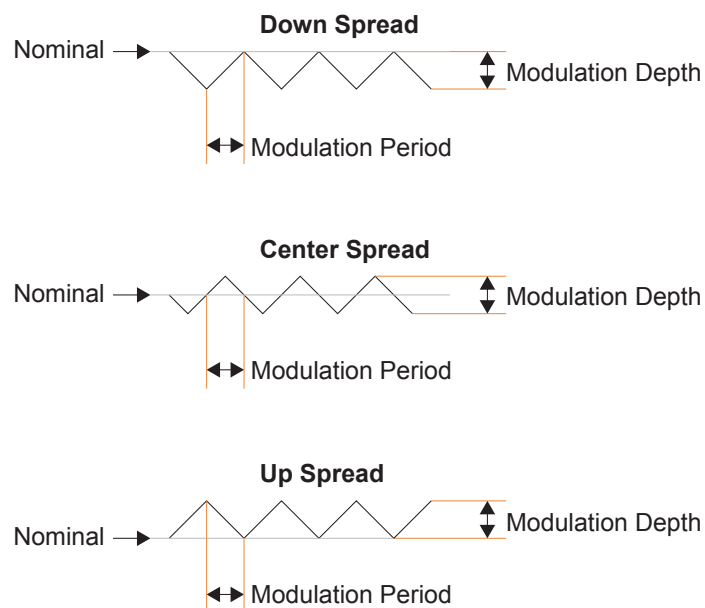 Down Spread
Nominal
Modulation Depth
Modulation Period
Center Spread
Nominal
Modulation Depth
Modulation Period
Up Spread
Nominal
Modulation Depth
Modulation Period